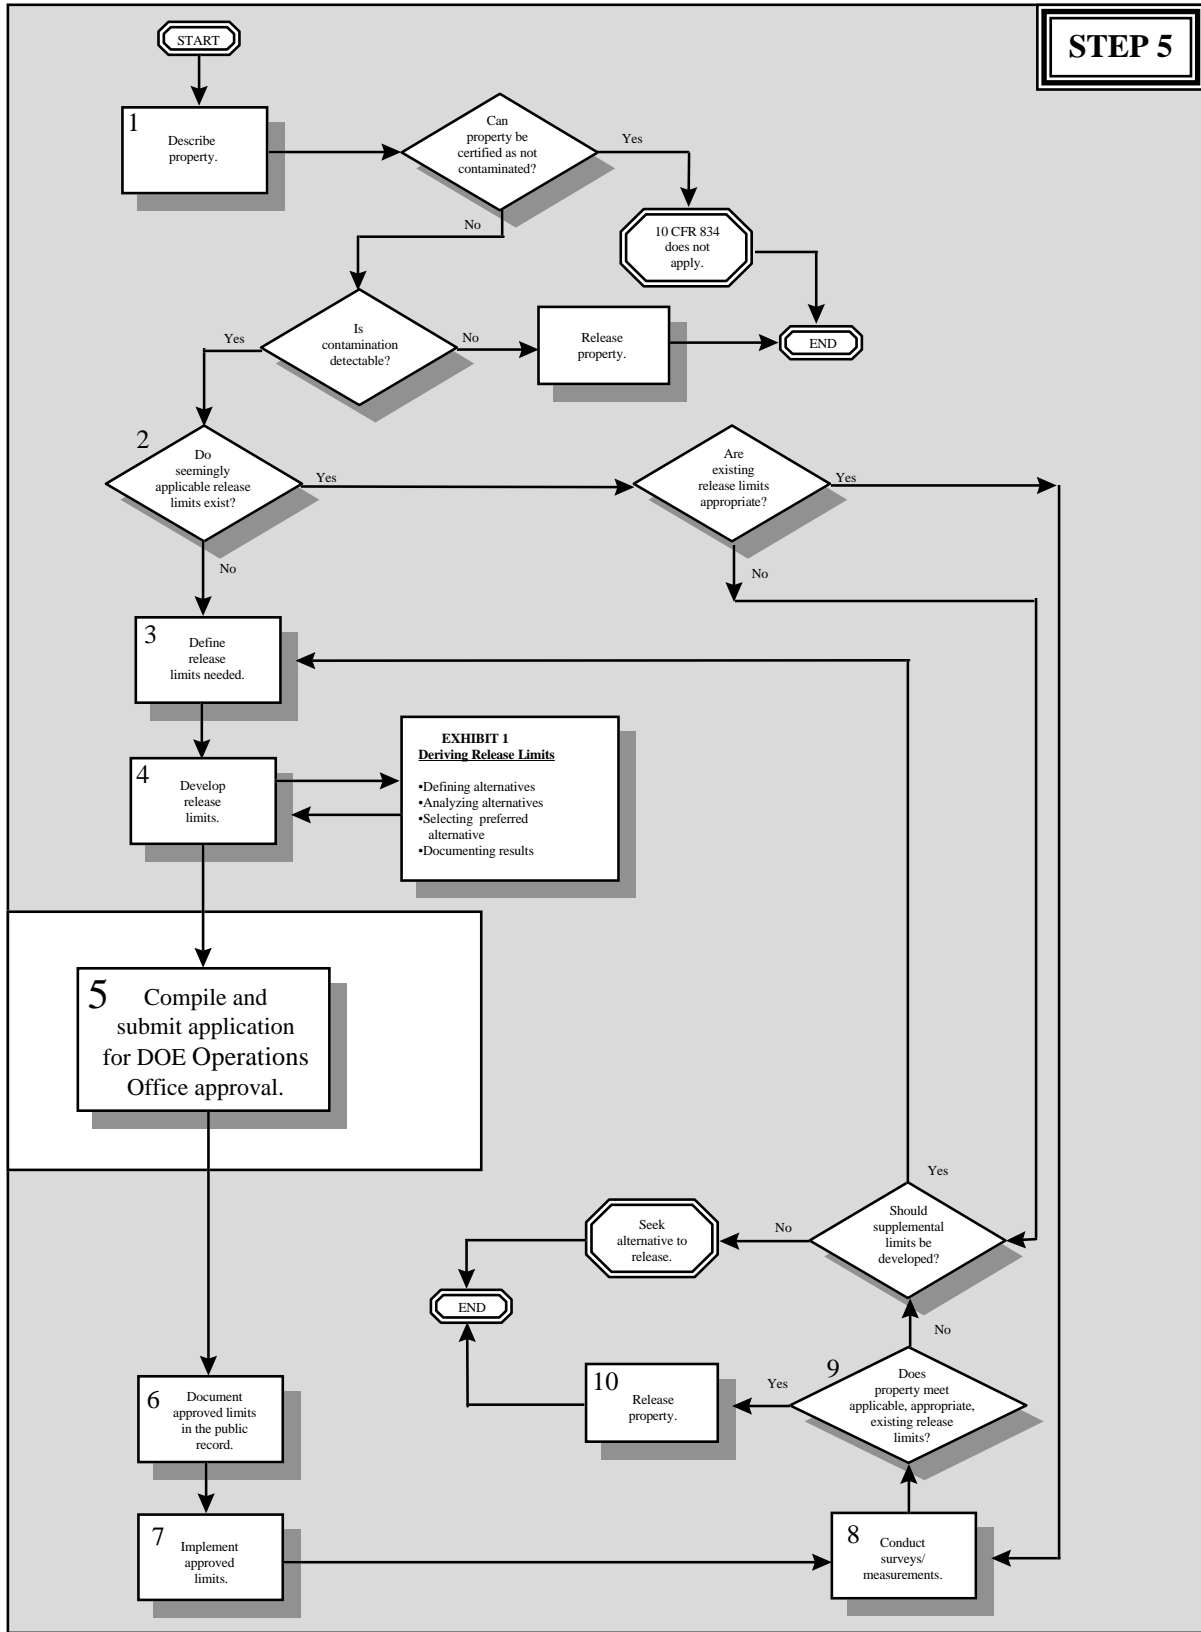 STEP 5
START
1
Describe
property.
Can
property be
certified as not
contaminated?
Yes
No
10 CFR 834
does not
apply.
END
Is
contamination
detectable?
Yes
No
Release
property.
2
Do
seemingly
applicable release
limits exist?
Yes
No
Are
existing
release limits
appropriate?
Yes
No
3
Define
release
limits needed.
4
Develop
release
limits.
EXHIBIT 1
Deriving Release Limits
•Defining alternatives
•Analyzing alternatives
•Selecting preferred
alternative
•Documenting results
5
Compile and
submit application
for DOE Operations
Office approval.
6
Document
approved limits
in the public
record.
7
Implement
approved
limits.
8
Conduct
surveys/
measurements.
9
Does
property meet
applicable, appropriate,
existing release
limits?
Yes
No
10
Release
property.
Should
supplemental
limits be
developed?
Yes
No
Seek
alternative to
release.
END